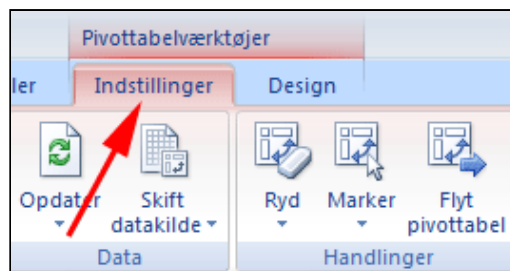 Pivottabelværktøjer
ler Indstillinger Design
Opdater Skift datakilde Ryd Marker Flyt pivottabel
Data Handlinger